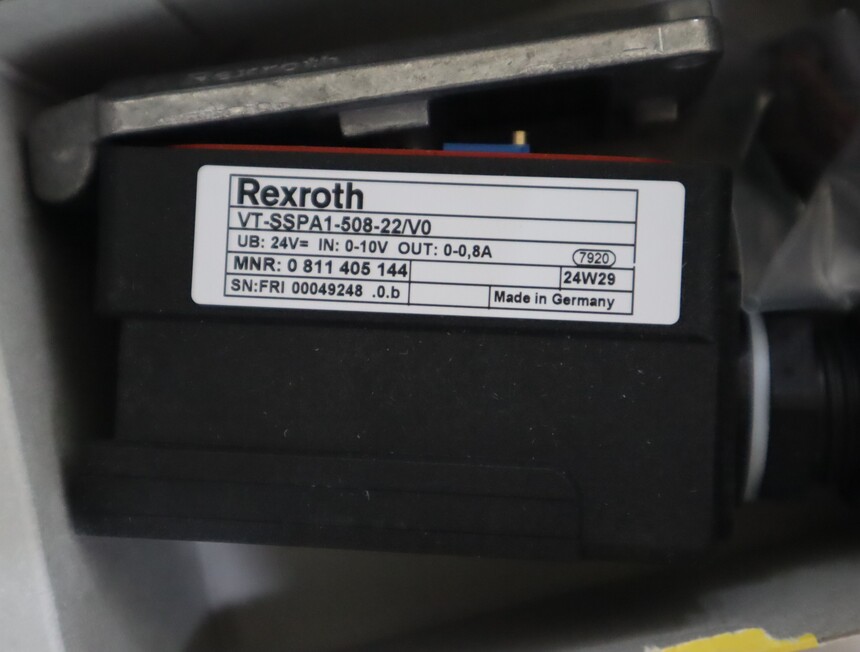 Rexroth
VT-SSPA1-508-22/V0
UB: 24V= IN: 0-10V OUT: 0-0,8A
7920
MNR: 0 811 405 144
24W29
SN:FRI 00049248 .0.b
Made in Germany